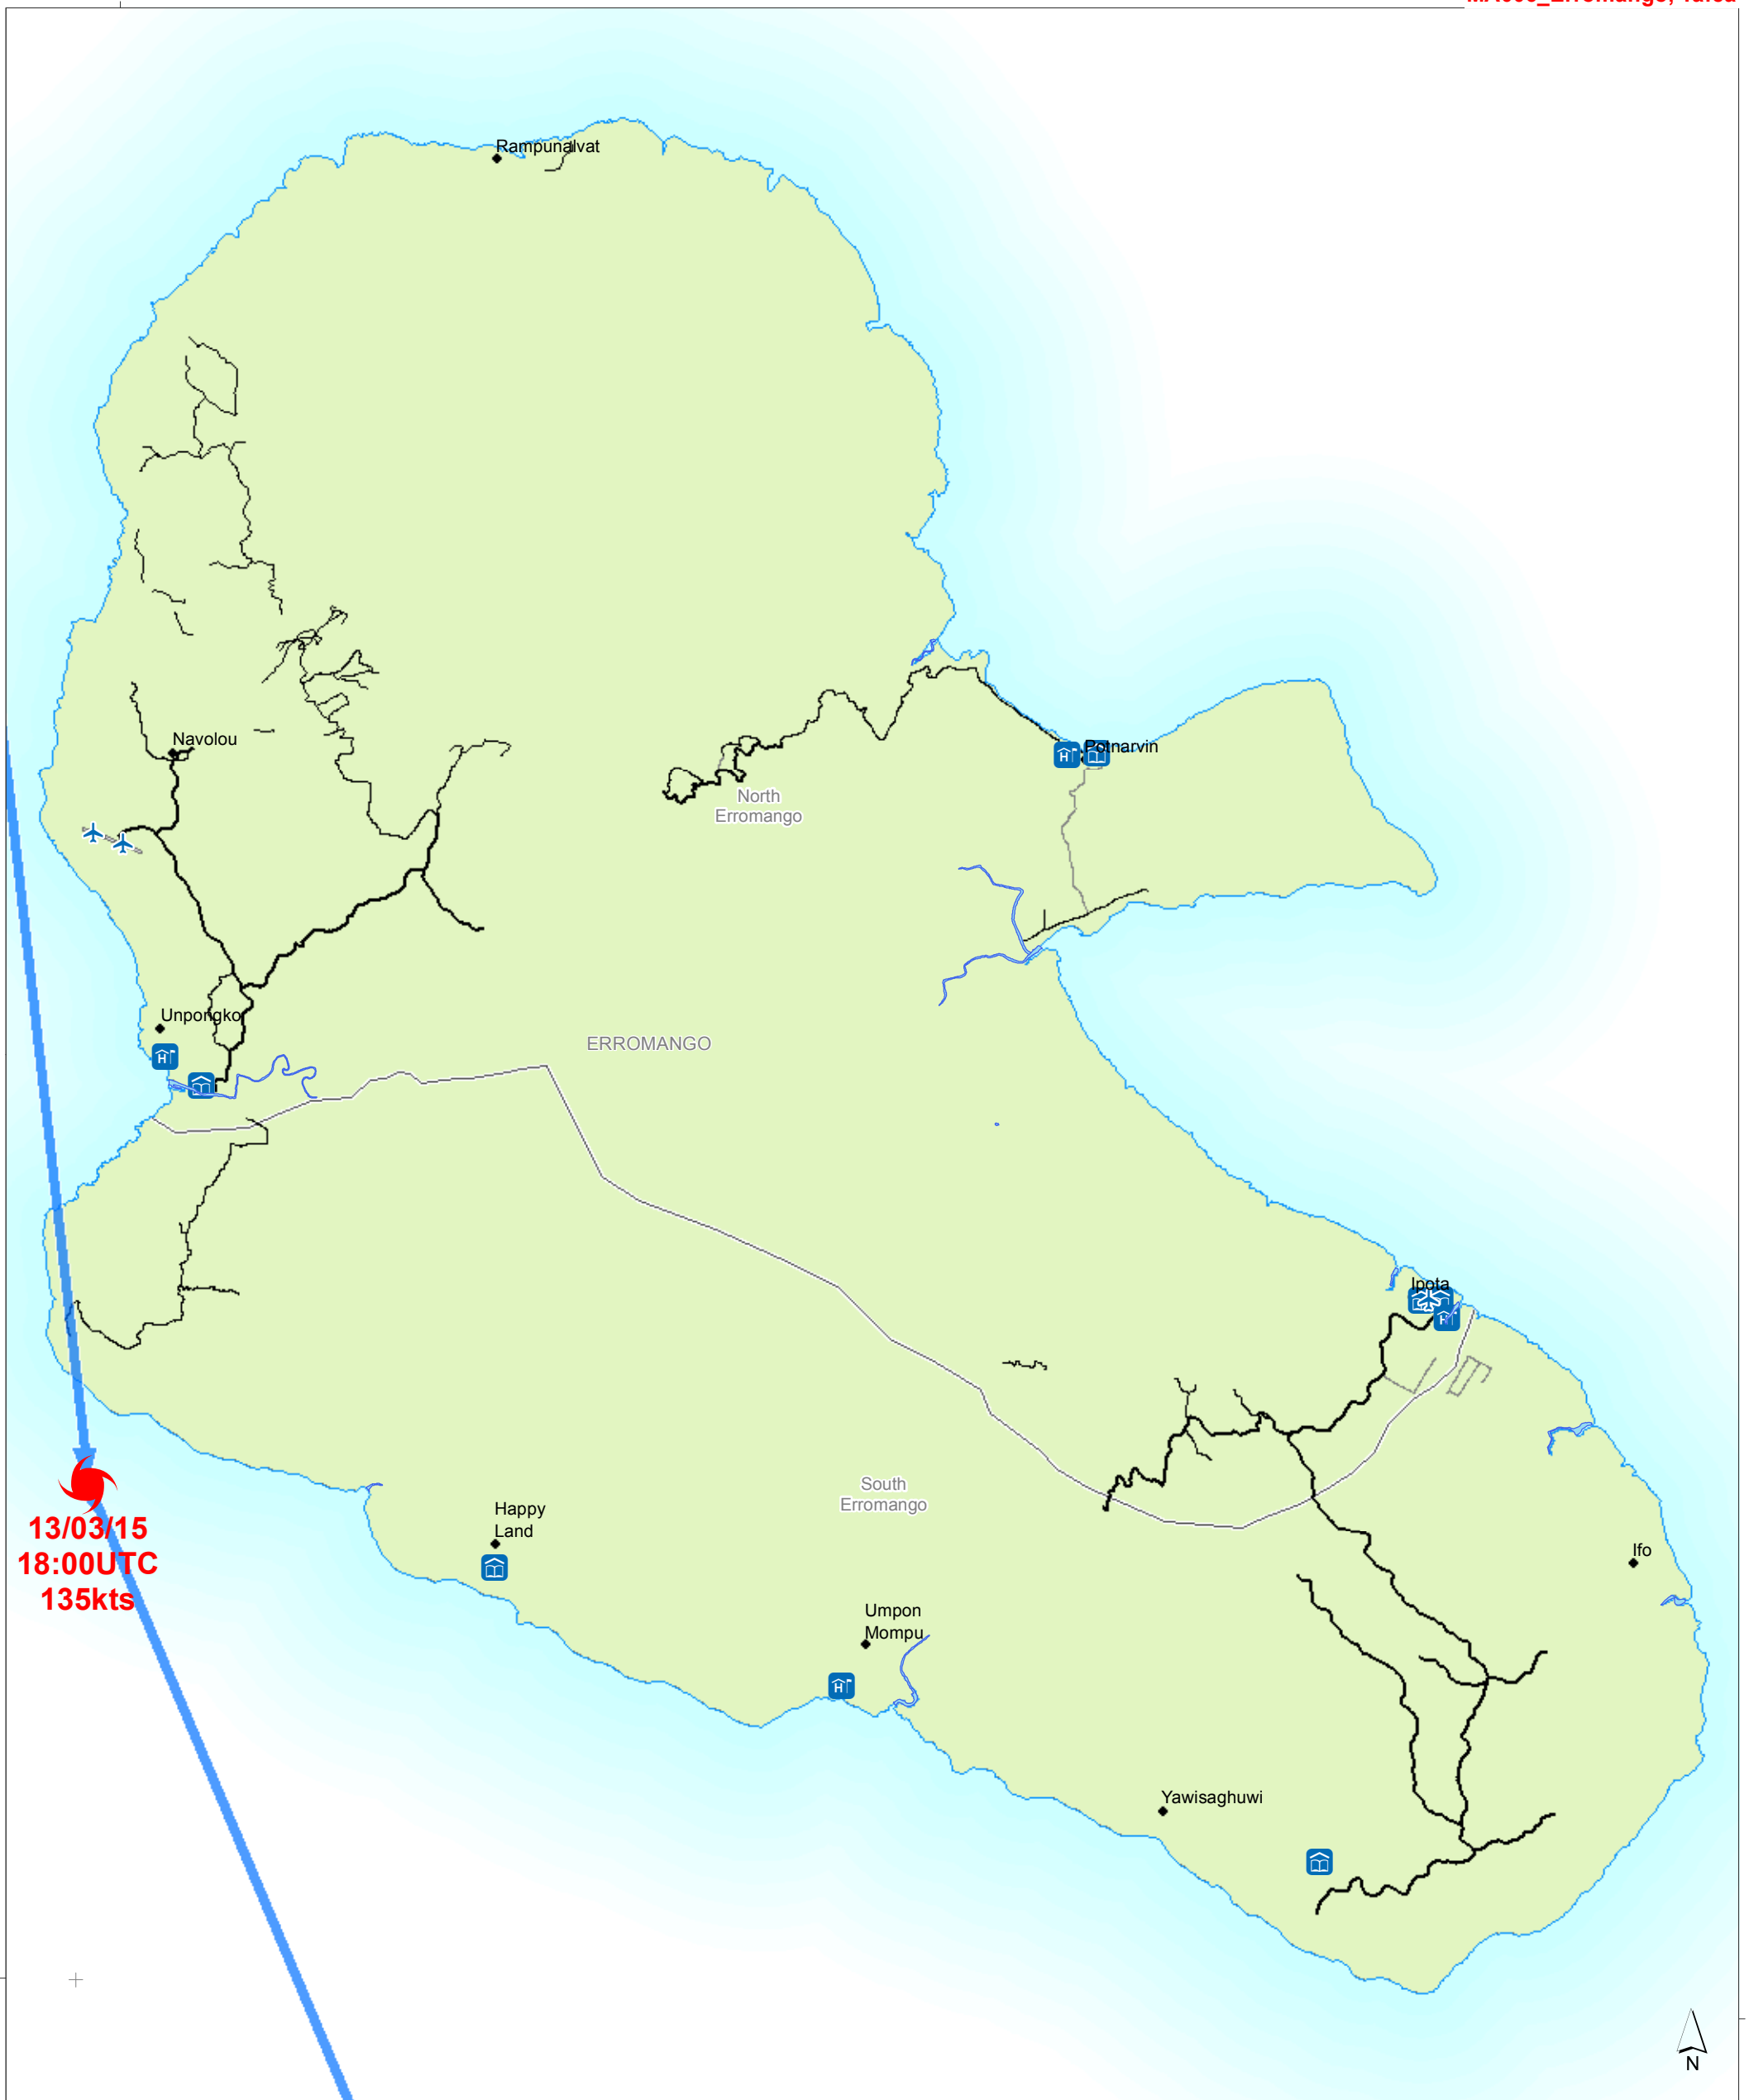 Rampunalvat
Navolou
Potnarvin
North
Erromango
Unpongko
ERROMANGO
Ipota
South
Erromango
Happy
Land
13/03/15
18:00UTC
135kts
Ifo
Umpon
Mompu
Yawisaghuwi
N